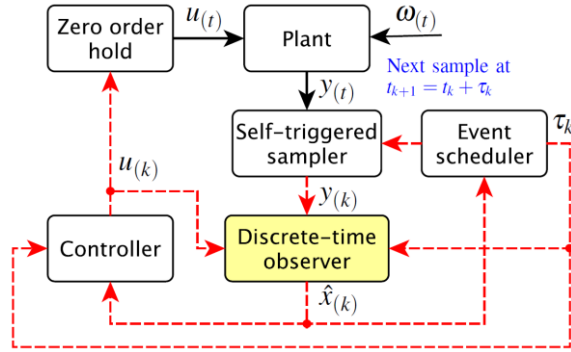 Zero order
hold
u(t)
Plant
ω(t)
Next sample at
tₖ₊₁ = tₖ + τₖ
y(t)
Self-triggered
sampler
Event
scheduler
τₖ
u(k)
y(k)
Controller
Discrete-time
observer
x̂(k)